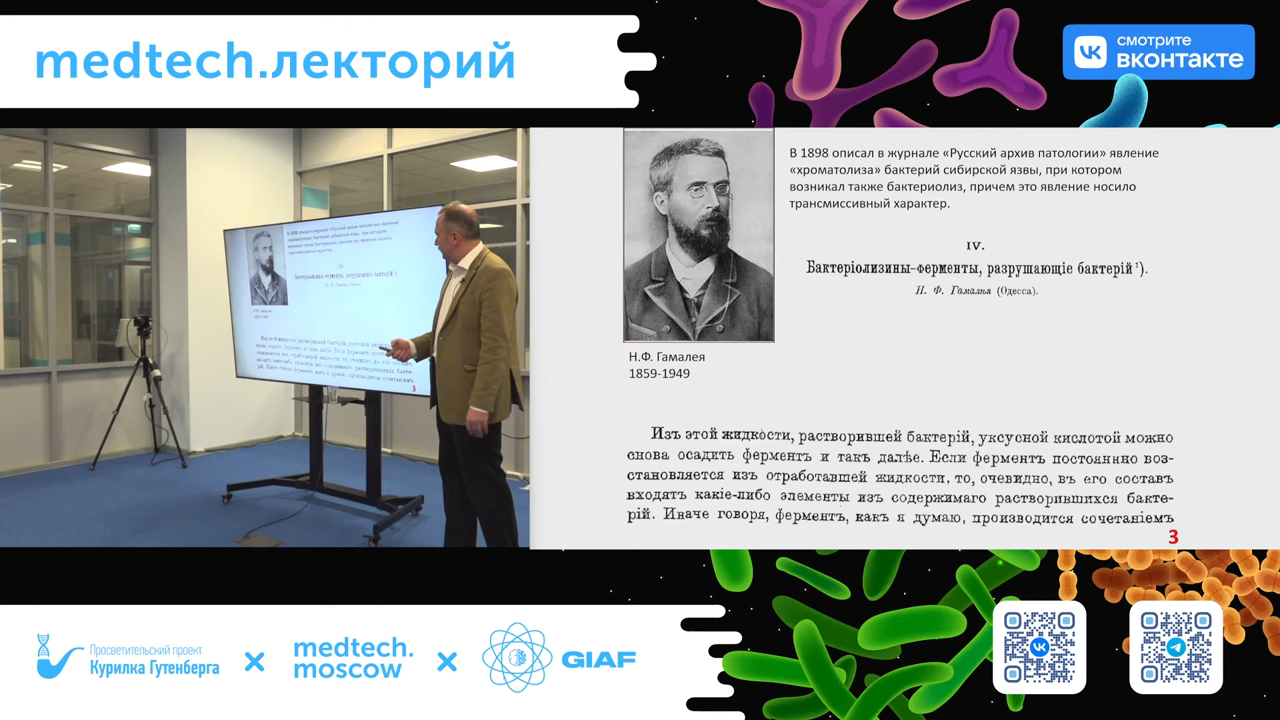 medtech.лекторий
смотрите
вконтакте
В 1898 описал в журнале «Русский архив патологии» явление
«хроматолиза» бактерий сибирской язвы, при котором
возникал также бактериолиз, причем это явление носило
трансмиссивный характер.
IV.
Бактеріолизины-ферменты, разрушающіе бактерій¹).
Н. Ф. Гамалѣя (Одесса).
Н.Ф. Гамалея
1859-1949
Изъ этой жидкости, растворившей бактерій, уксусной кислотой можно
снова осадить ферментъ и такъ далѣе. Если ферментъ постоянно воз-
становляется изъ отработавшей жидкости, то, очевидно, въ его составъ
входятъ какіе-либо элементы изъ содержимаго растворившихся бакте-
рій. Иначе говоря, ферментъ, какъ я думаю, производится сочетаніемъ
3
Просветительский проект
Курилка Гутенберга
×
medtech.
moscow
×
GIAF